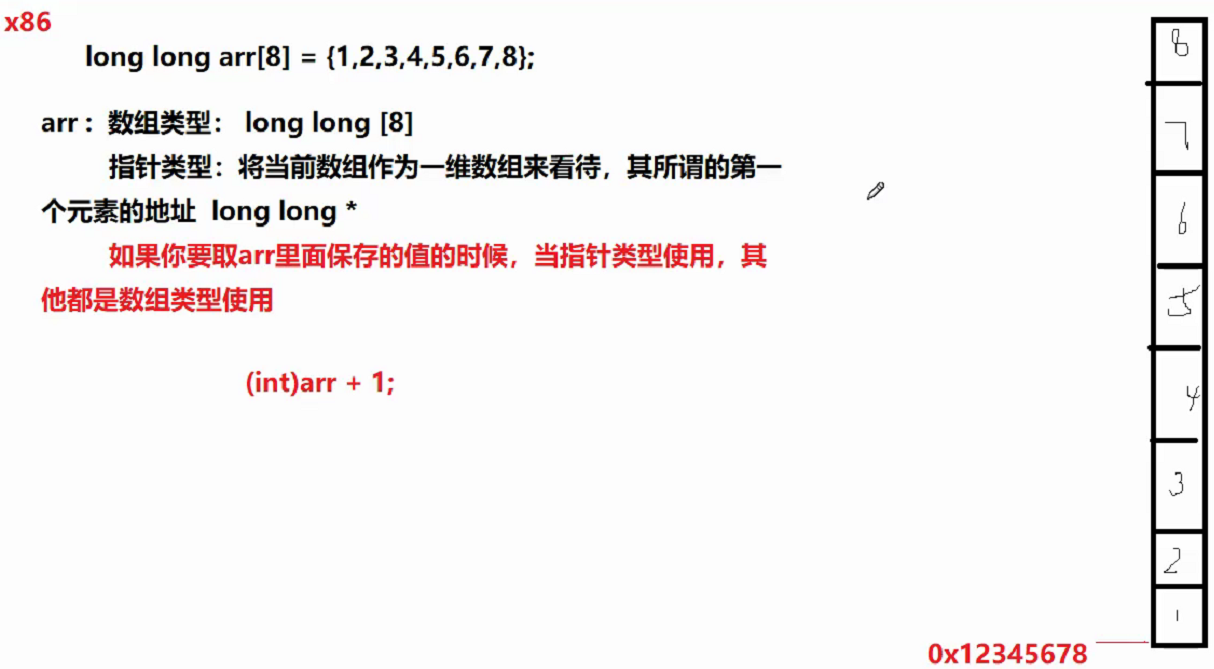 x86
long long arr[8] = {1,2,3,4,5,6,7,8};
arr：数组类型： long long [8]
指针类型：将当前数组作为一维数组来看待，其所谓的第一
个元素的地址 long long *
如果你要取arr里面保存的值的时候，当指针类型使用，其
他都是数组类型使用
(int)arr + 1;
8
7
6
5
4
3
2
1
0x12345678